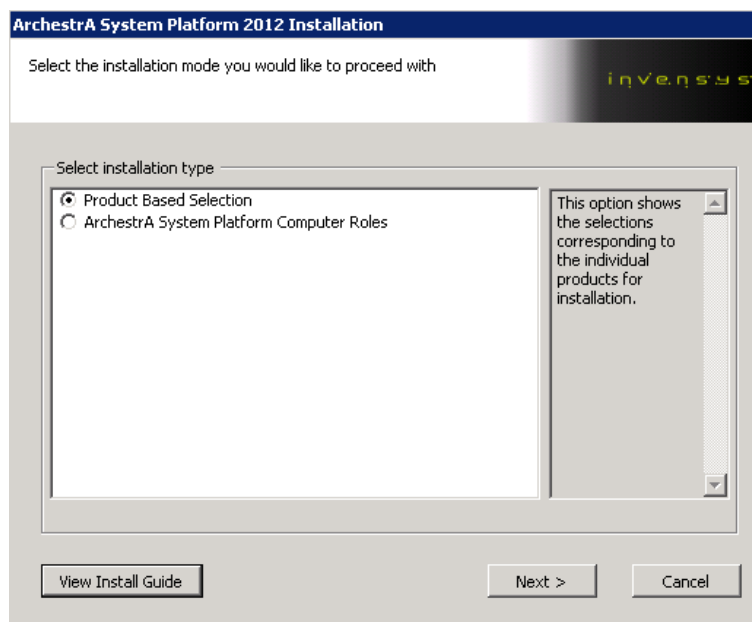 ArchestrA System Platform 2012 Installation
Select the installation mode you would like to proceed with
invensys
Select installation type
Product Based Selection
ArchestrA System Platform Computer Roles
This option shows
the selections
corresponding to
the individual
products for
installation.
View Install Guide
Next >
Cancel